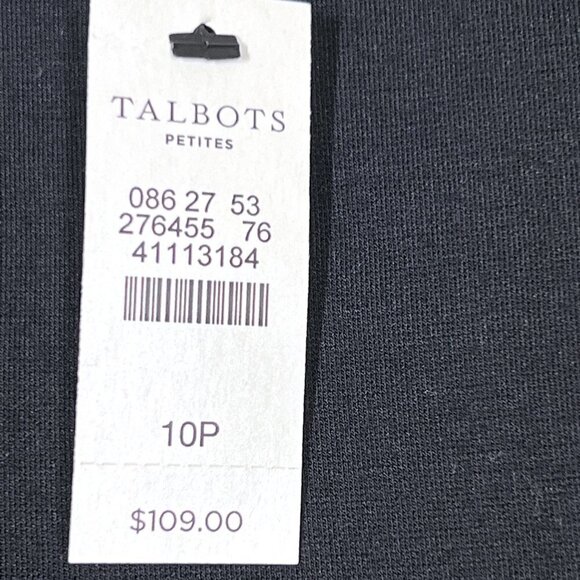 TALBOTS
PETITES
086 27 53
276455 76
41113184
10P
$109.00